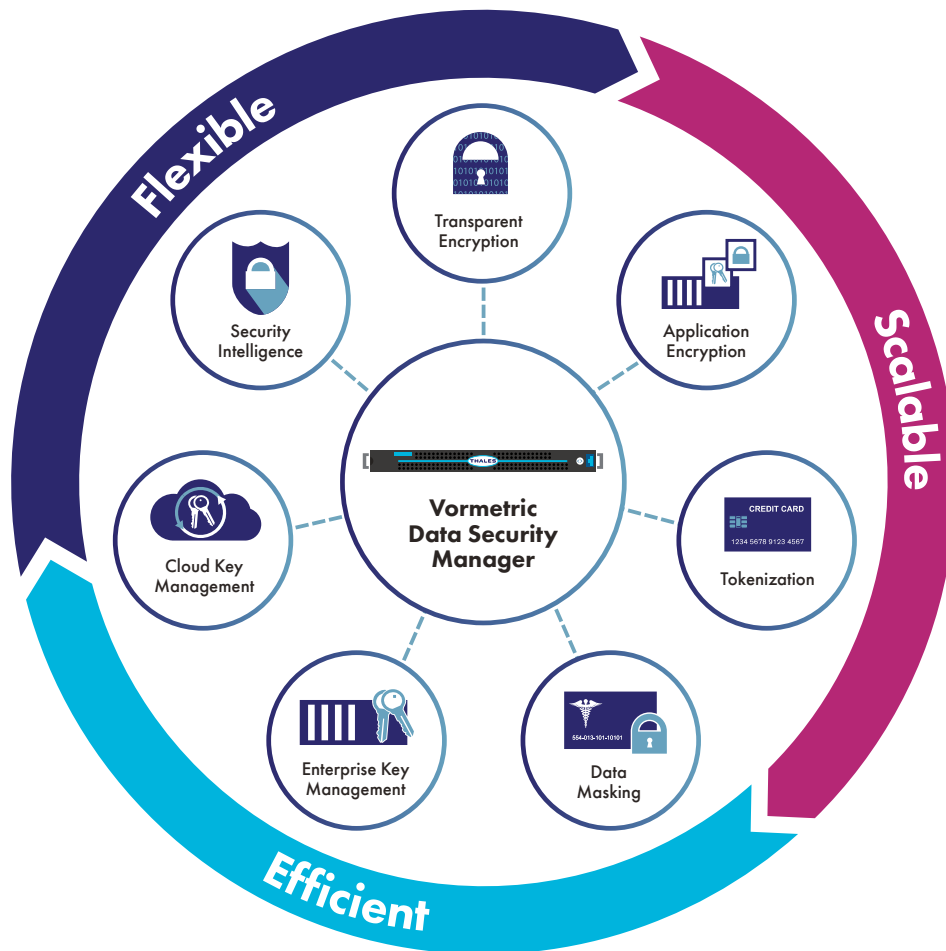 Flexible
Scalable
Efficient
Transparent
Encryption
Security
Intelligence
Application
Encryption
THALES
Vormetric
Data Security
Manager
Cloud Key
Management
CREDIT CARD
1234 5678 9123 4567
Tokenization
Enterprise Key
Management
554-013-101-10101
Data
Masking